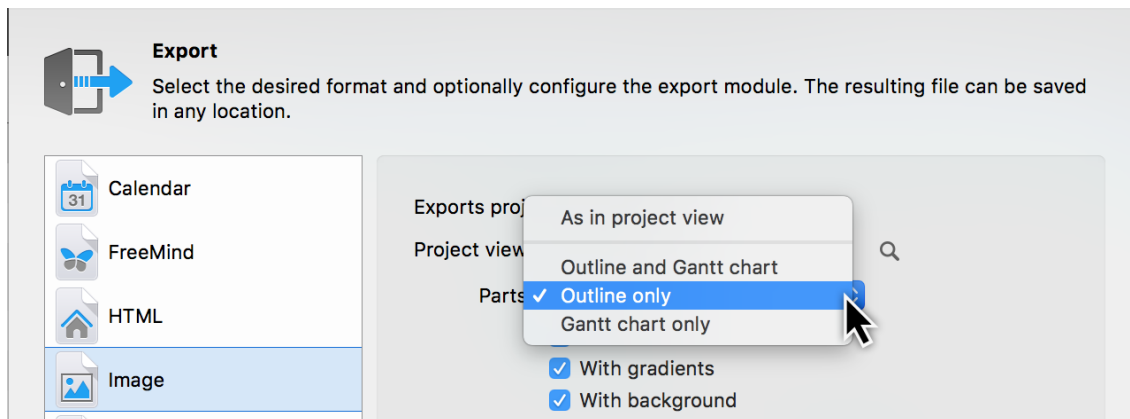 Export
Select the desired format and optionally configure the export module. The resulting file can be saved
in any location.
Calendar
31
FreeMind
HTML
Image
Exports
Project view
Parts
As in project view
Outline and Gantt chart
✓ Outline only
Gantt chart only
With gradients
With background